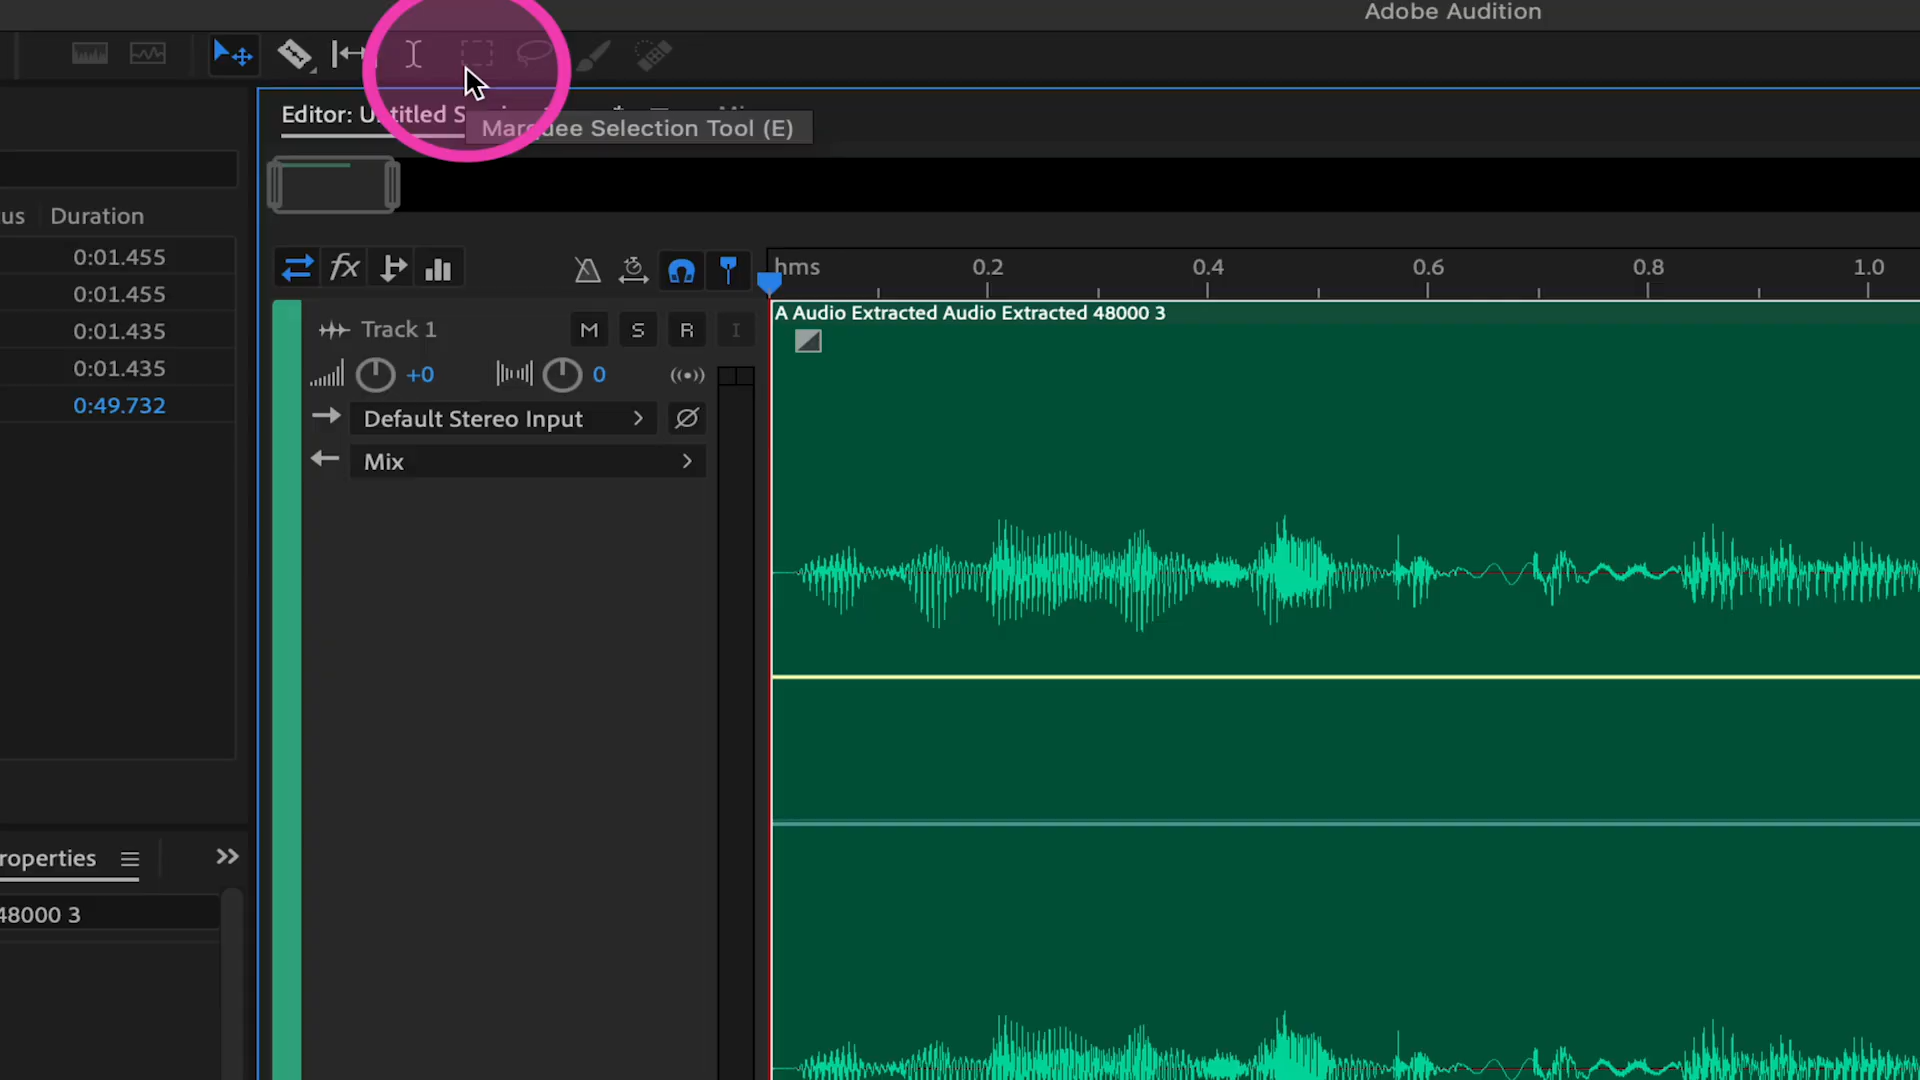 Adobe Audition
Editor: Untitled S
Marquee Selection Tool (E)
us Duration
0:01.455
0:01.455
0:01.435
0:01.435
0:49.732
fx
hms 0.2 0.4 0.6 0.8 1.0
A Audio Extracted Audio Extracted 48000 3
Track 1 M S R I
+0 0
Default Stereo Input
Mix
roperties
48000 3